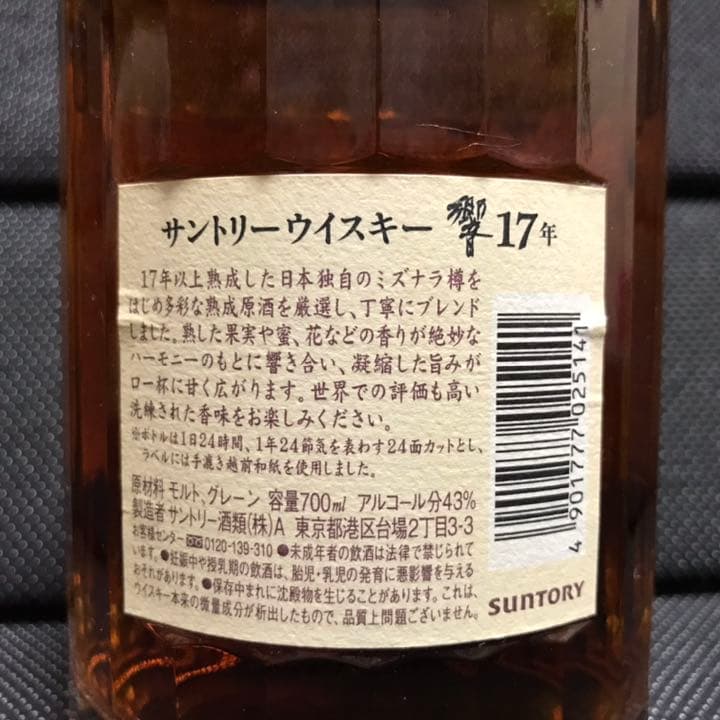 サントリーウイスキー 響 17年
17年以上熟成した日本独自のミズナラ樽を
はじめ多彩な熟成原酒を厳選し、丁寧にブレンド
しました。熟した果実や蜜、花などの香りが絶妙な
ハーモニーのもとに響き合い、凝縮した旨みが
口一杯に甘く広がります。世界での評価も高い
洗練された香味をお楽しみください。
※ボトルは1日24時間、1年24節気を表わす24面カットとし、
ラベルには手漉き越前和紙を使用しました。
原材料 モルト、グレーン 容量700ml アルコール分43%
製造者 サントリー酒類(株)A 東京都港区台場2丁目3-3
お客様センター 0120-139-310 ●未成年者の飲酒は法律で禁じられて
います。●妊娠中や授乳期の飲酒は、胎児・乳児の発育に悪影響を与える
おそれがあります。●保存中まれに沈殿物を生じることがあります。これは、
ウイスキー本来の微量成分が析出したもので、品質上問題ございません。
4 901777 025141
SUNTORY